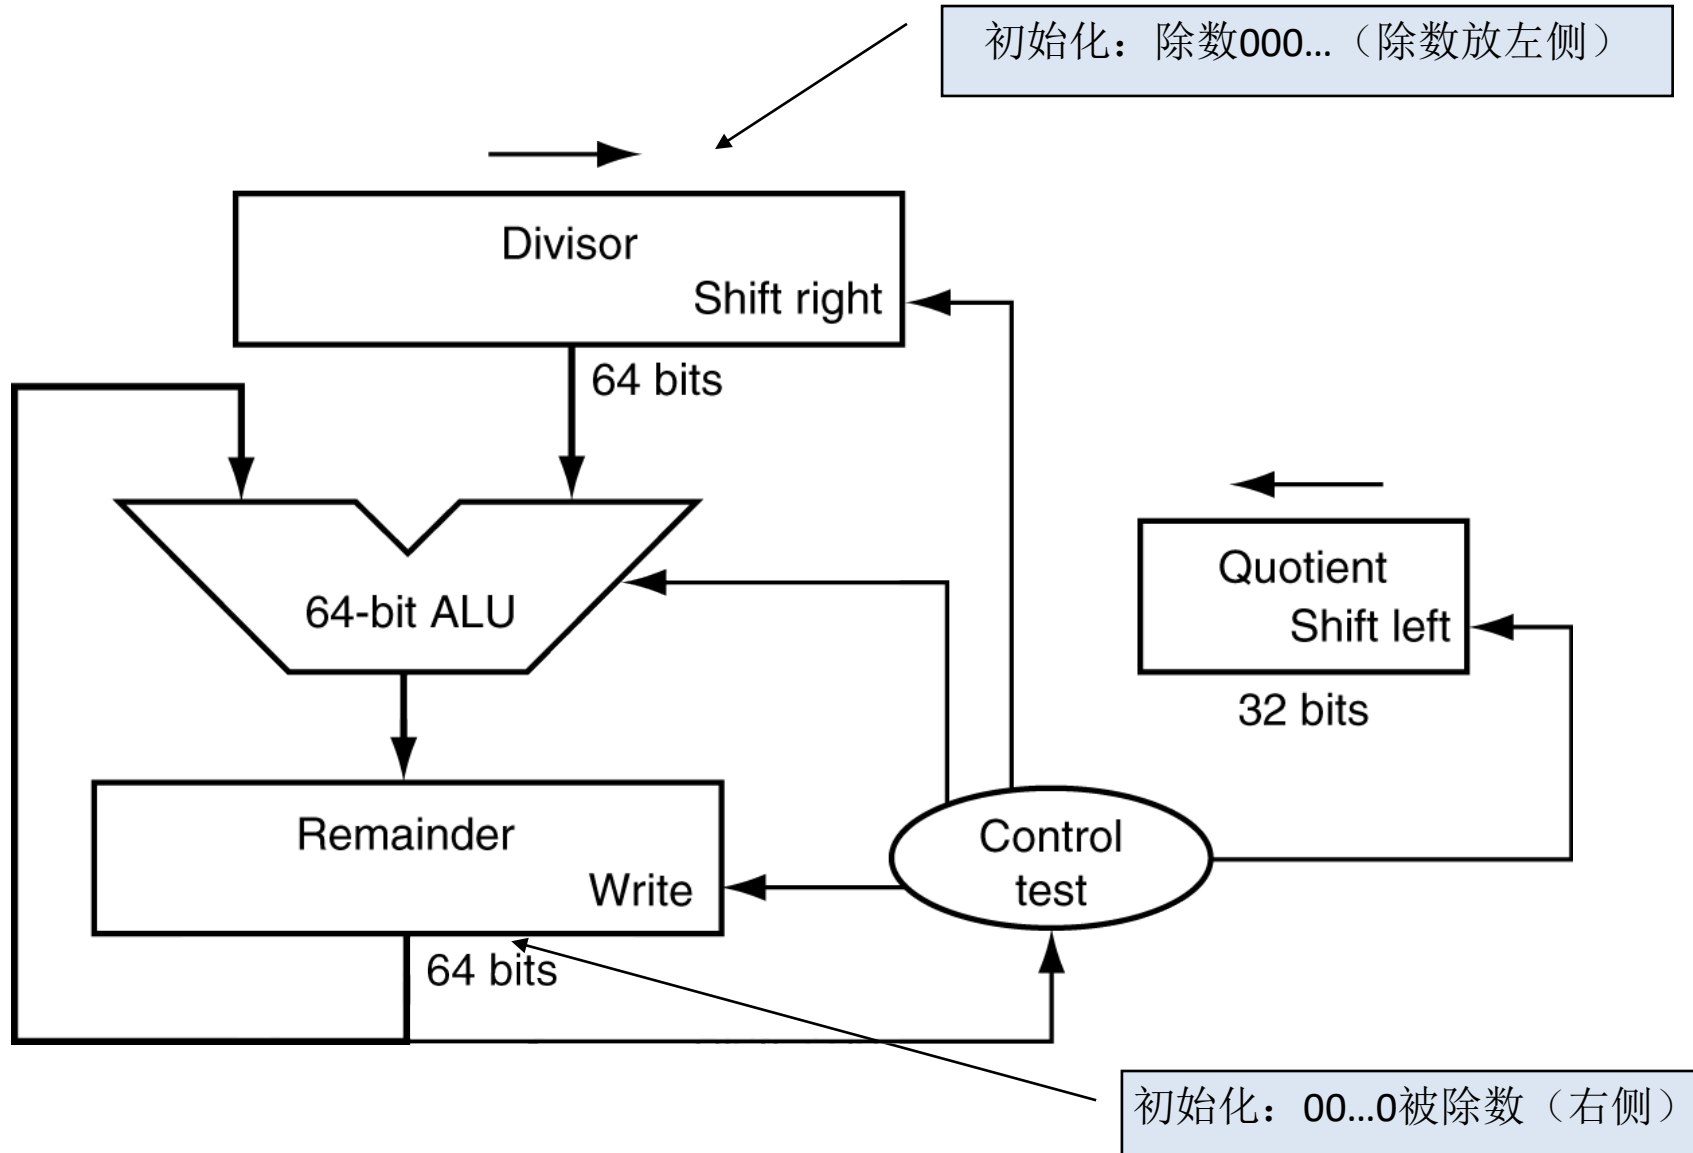 初始化：除数000...（除数放左侧）
Divisor
Shift right
64 bits
64-bit ALU
Quotient
Shift left
32 bits
Remainder
Write
Control
test
64 bits
初始化：00...0被除数（右侧）